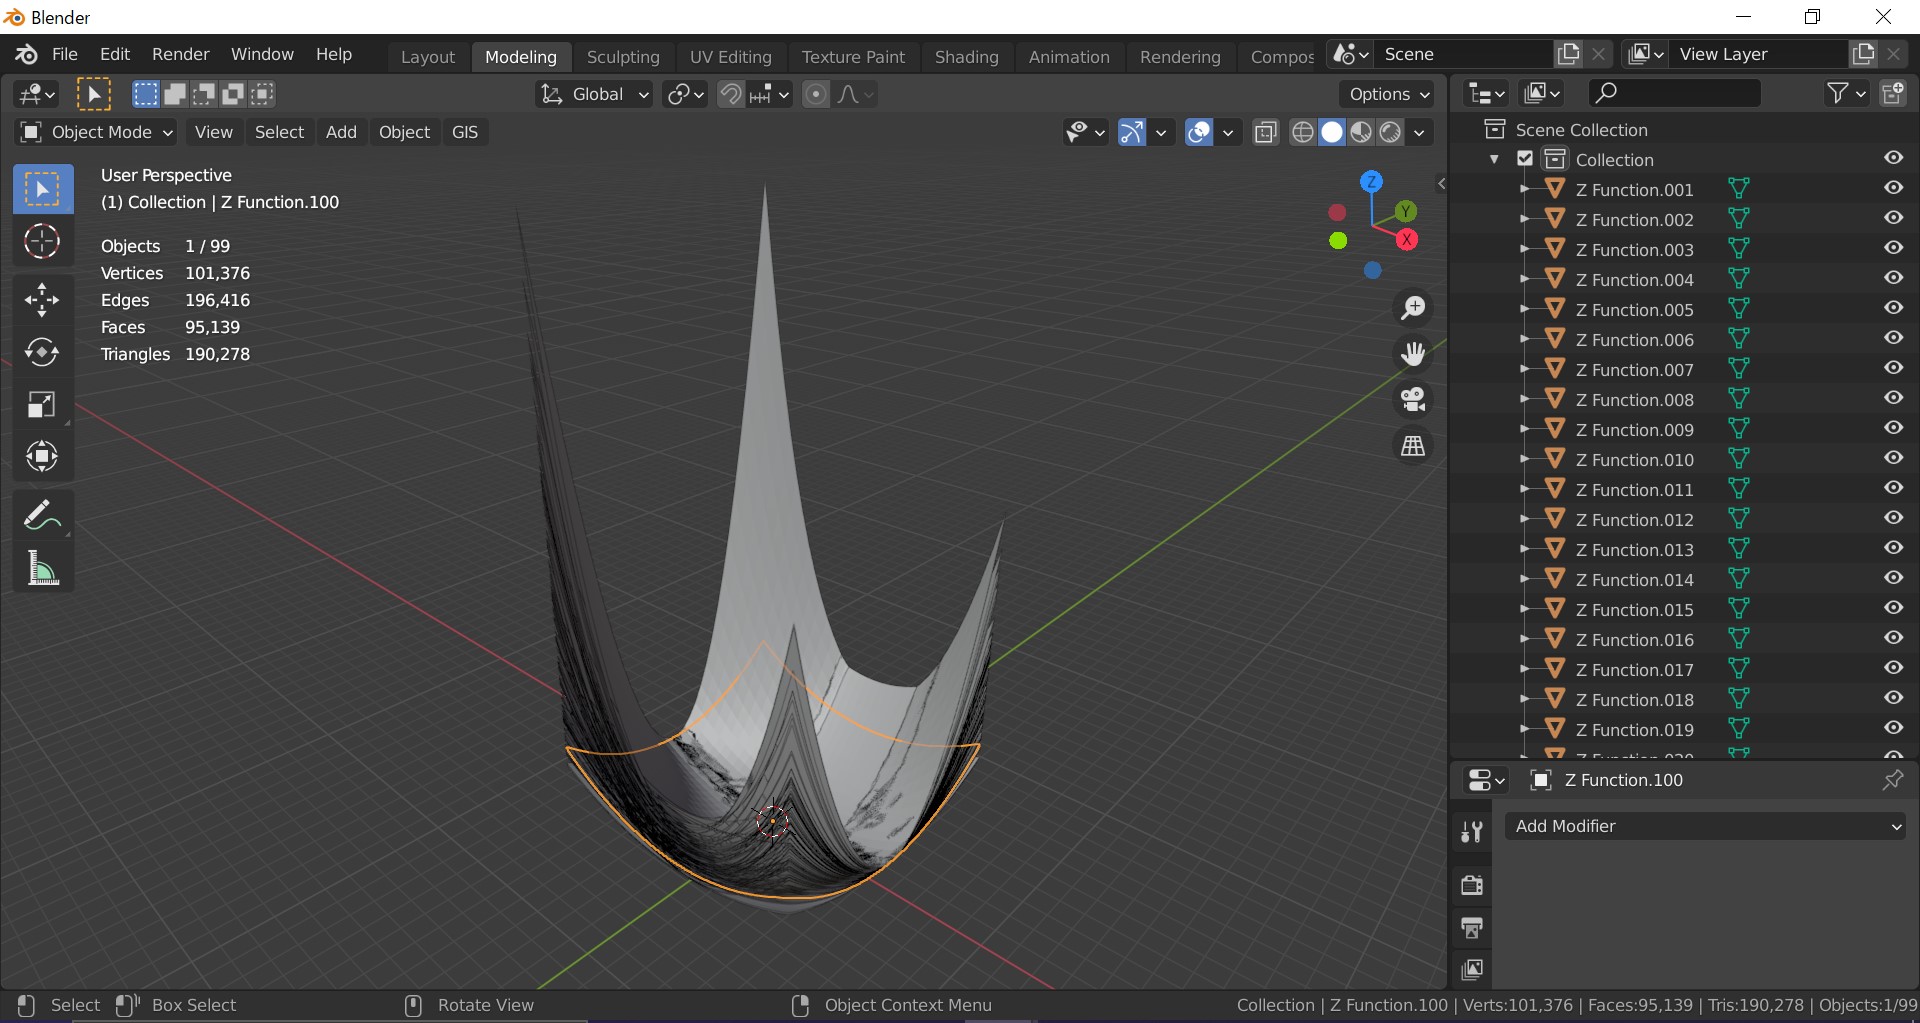 Blender
File Edit Render Window Help Layout Modeling Sculpting UV Editing Texture Paint Shading Animation Rendering Compos Scene View Layer
Global Options
Object Mode View Select Add Object GIS
User Perspective
(1) Collection | Z Function.100
Objects 1 / 99
Vertices 101,376
Edges 196,416
Faces 95,139
Triangles 190,278
Z
Y
X
Scene Collection
Collection
Z Function.001
Z Function.002
Z Function.003
Z Function.004
Z Function.005
Z Function.006
Z Function.007
Z Function.008
Z Function.009
Z Function.010
Z Function.011
Z Function.012
Z Function.013
Z Function.014
Z Function.015
Z Function.016
Z Function.017
Z Function.018
Z Function.019
Z Function.100
Add Modifier
Select Box Select Rotate View Object Context Menu Collection | Z Function.100 | Verts:101,376 | Faces:95,139 | Tris:190,278 | Objects:1/99